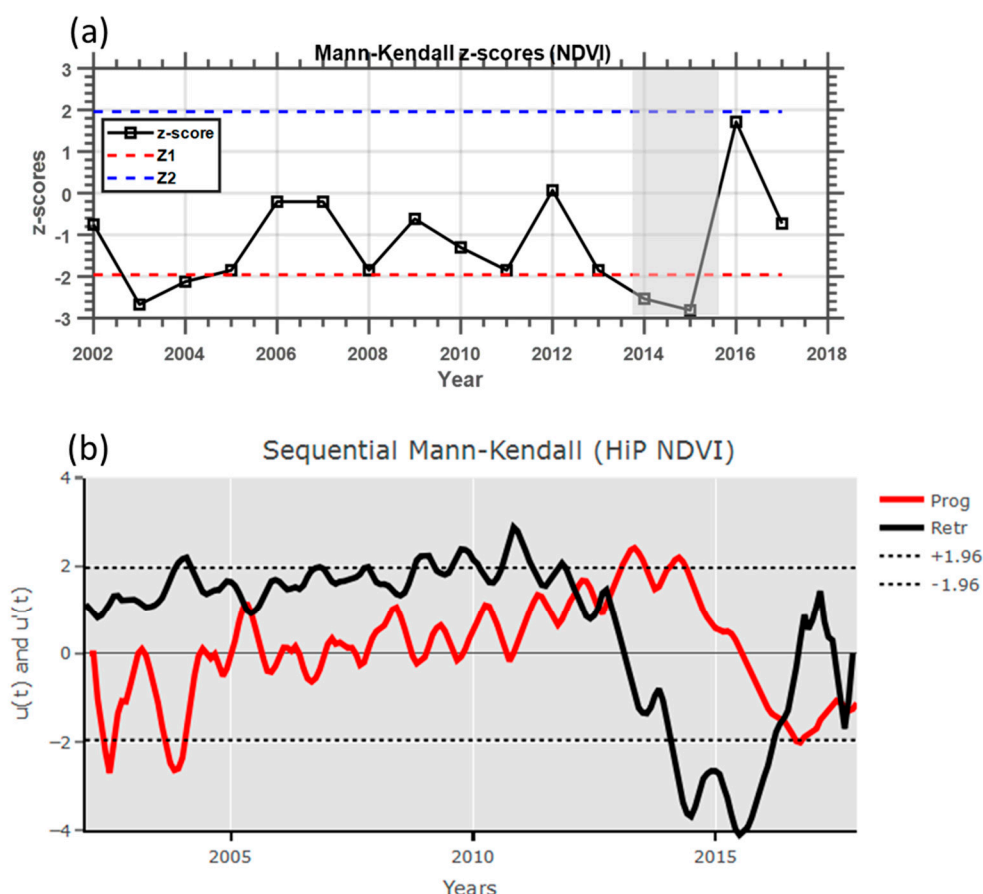 (a)
Mann-Kendall z-scores (NDVI)
3
2
1
0
-1
-2
-3
z-scores
z-score
Z1
Z2
2002 2004 2006 2008 2010 2012 2014 2016 2018
Year
(b)
Sequential Mann-Kendall (HiP NDVI)
4
2
0
−2
−4
u(t) and u'(t)
Prog
Retr
+1.96
-1.96
2005 2010 2015
Years